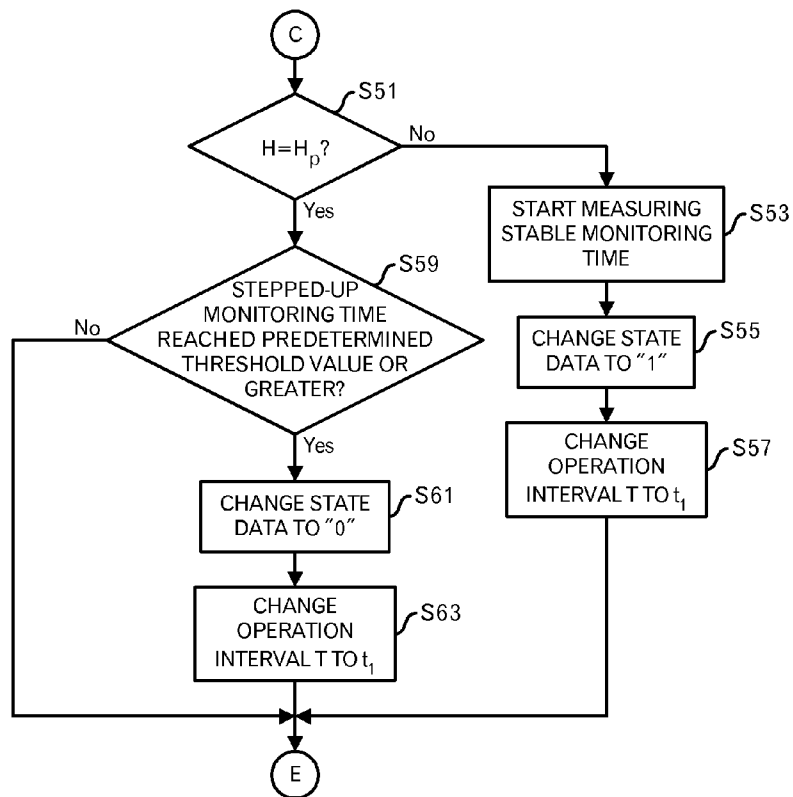 C
S51
H=Hp?
No
Yes
START MEASURING
STABLE MONITORING
TIME
S53
S59
STEPPED-UP
MONITORING TIME
REACHED PREDETERMINED
THRESHOLD VALUE OR
GREATER?
No
Yes
CHANGE STATE
DATA TO "1"
S55
CHANGE
OPERATION
INTERVAL T TO t1
S57
CHANGE STATE
DATA TO "0"
S61
CHANGE
OPERATION
INTERVAL T TO t1
S63
E